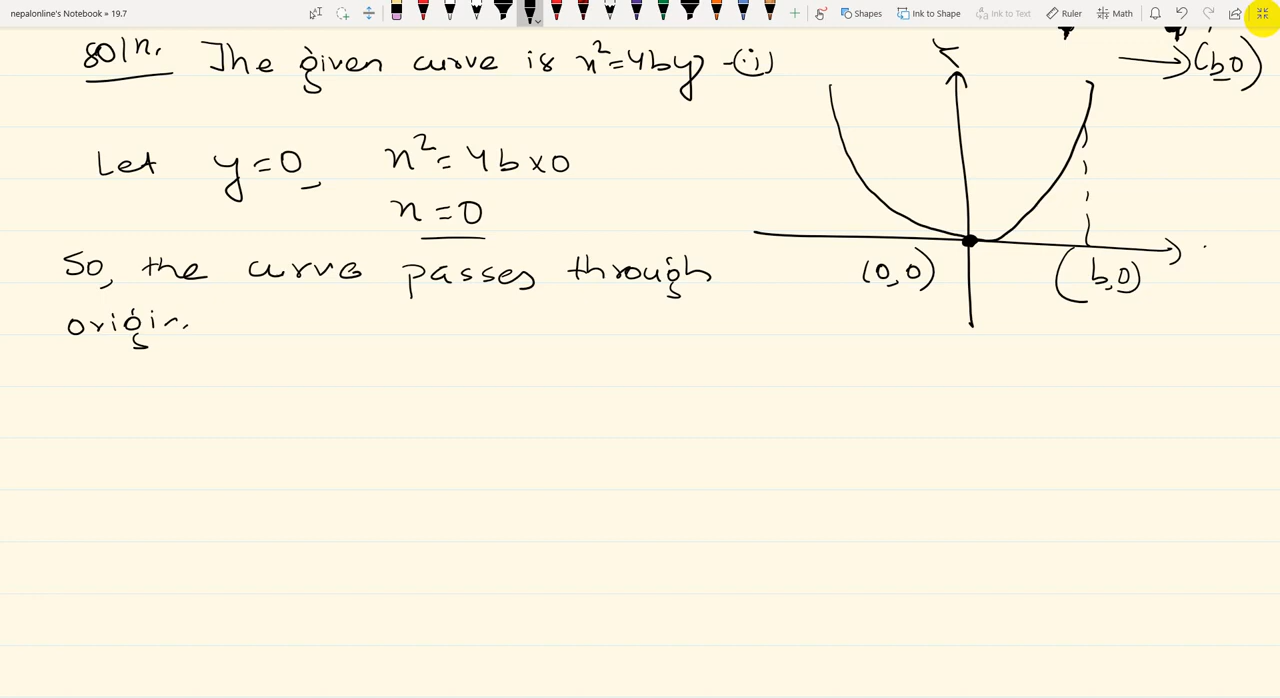 nepalonline's Notebook » 19.7
Shapes Ink to Shape Ink to Text Ruler Math
soln. The given curve is x²=4by -(i)
→ (b,0)
Y
Let y=0, x²=4b×0
x=0
(0,0) (b,0)
So, the curve passes through
origin.